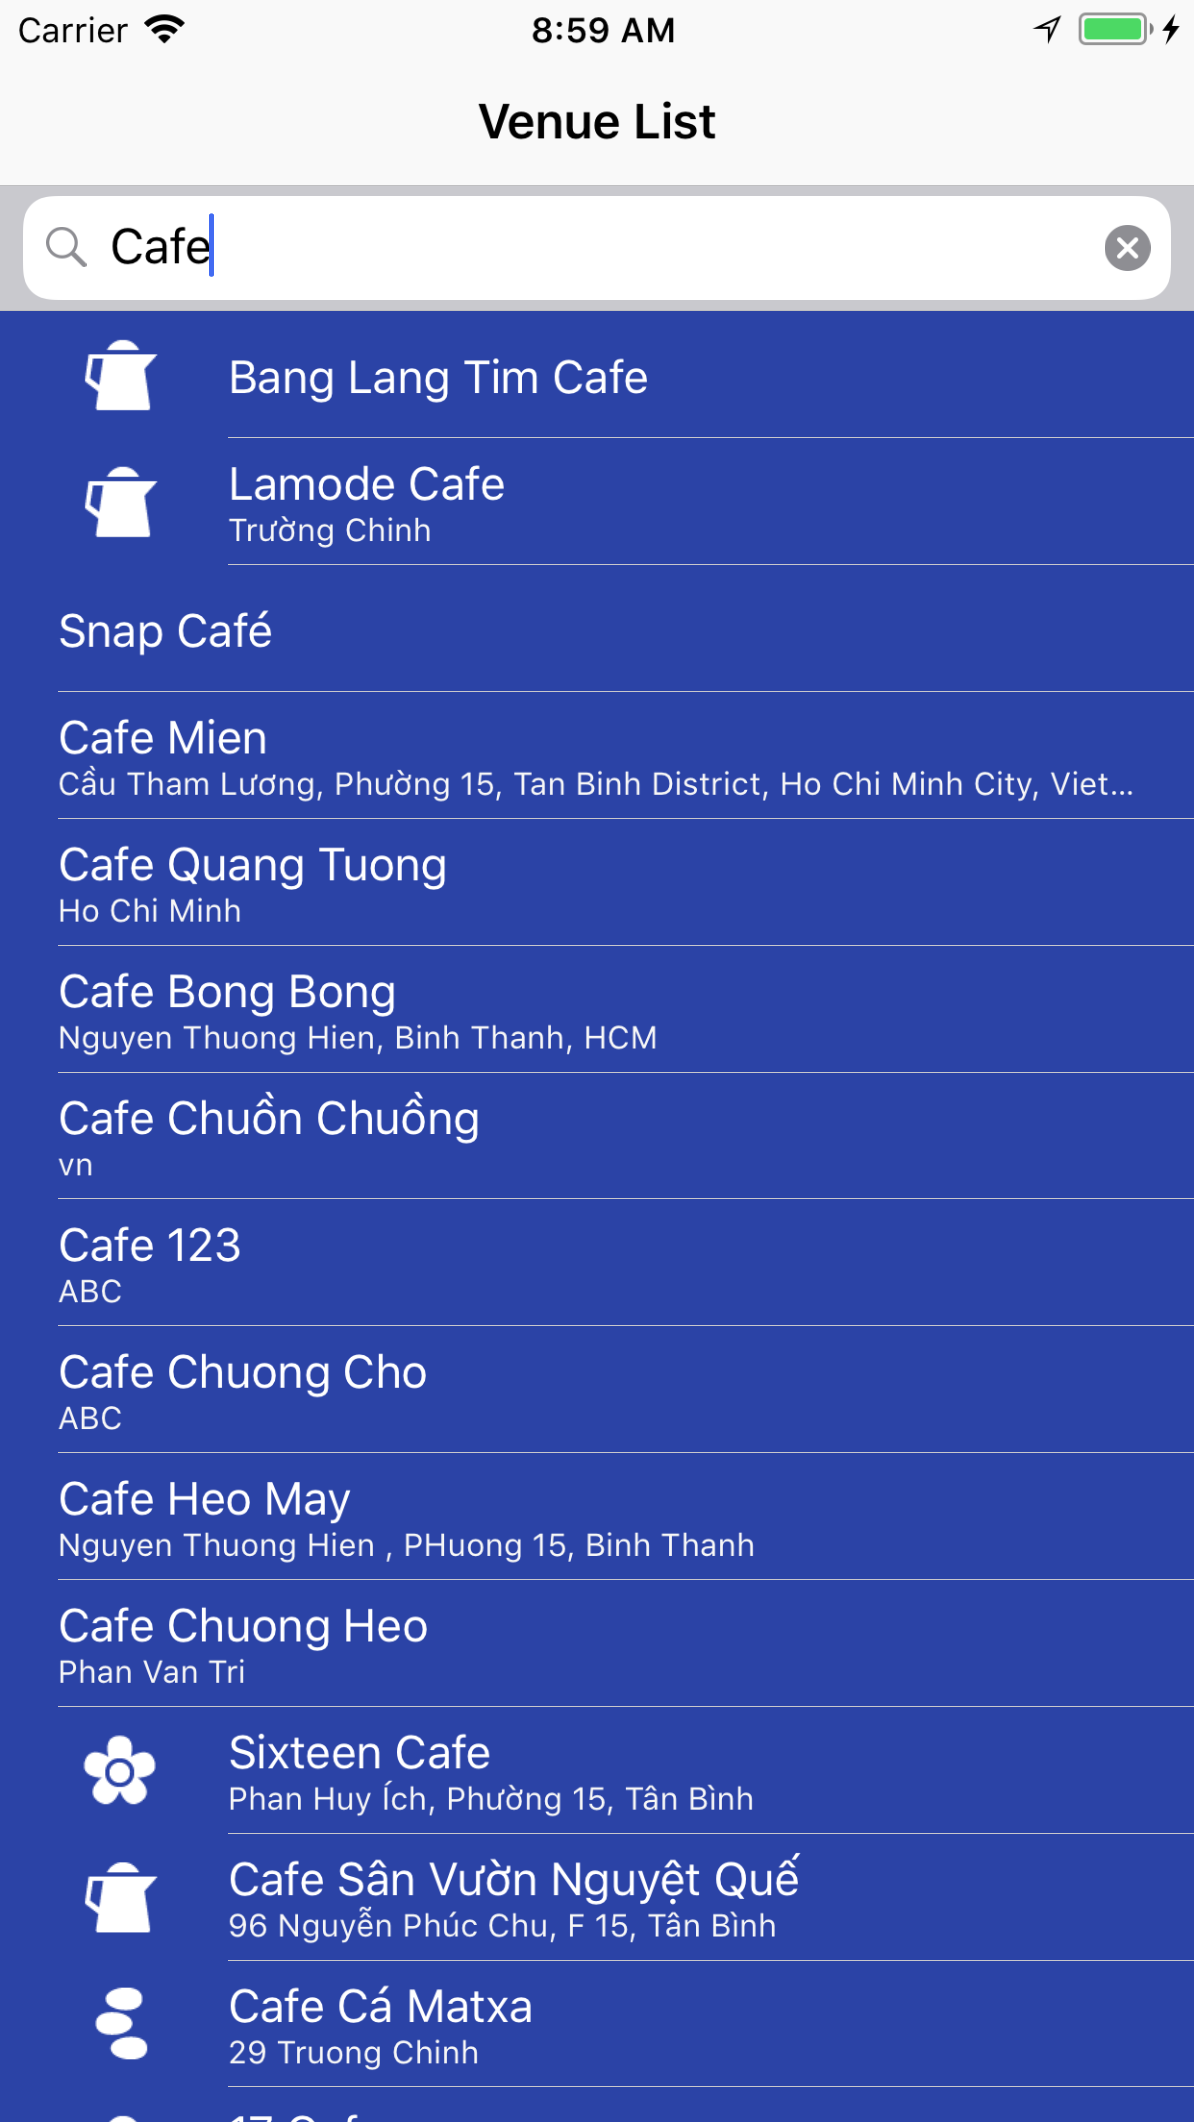 Carrier 8:59 AM
Venue List
Cafe
Bang Lang Tim Cafe
Lamode Cafe
Trường Chinh
Snap Café
Cafe Mien
Cầu Tham Lương, Phường 15, Tan Binh District, Ho Chi Minh City, Viet...
Cafe Quang Tuong
Ho Chi Minh
Cafe Bong Bong
Nguyen Thuong Hien, Binh Thanh, HCM
Cafe Chuồn Chuồng
vn
Cafe 123
ABC
Cafe Chuong Cho
ABC
Cafe Heo May
Nguyen Thuong Hien , PHuong 15, Binh Thanh
Cafe Chuong Heo
Phan Van Tri
Sixteen Cafe
Phan Huy Ích, Phường 15, Tân Bình
Cafe Sân Vườn Nguyệt Quế
96 Nguyễn Phúc Chu, F 15, Tân Bình
Cafe Cá Matxa
29 Truong Chinh